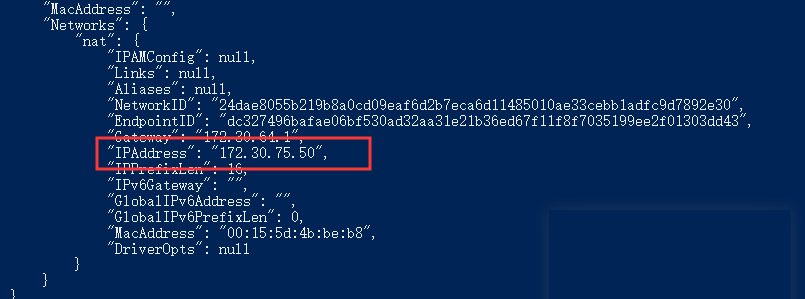 "MacAddress": "",
"Networks": {
"nat": {
"IPAMConfig": null,
"Links": null,
"Aliases": null,
"NetworkID": "24dae8055b219b8a0cd09eaf6d2b7eca6d11485010ae33cebb1adfc9d7892e30",
"EndpointID": "dc327496bafae06bf530ad32aa31e21b36ed67f11f8f7035199ee2f01303dd43",
"Gateway": "172.30.64.1",
"IPAddress": "172.30.75.50",
"IPPrefixLen": 16,
"IPv6Gateway": "",
"GlobalIPv6Address": "",
"GlobalIPv6PrefixLen": 0,
"MacAddress": "00:15:5d:4b:be:b8",
"DriverOpts": null
}
}
}